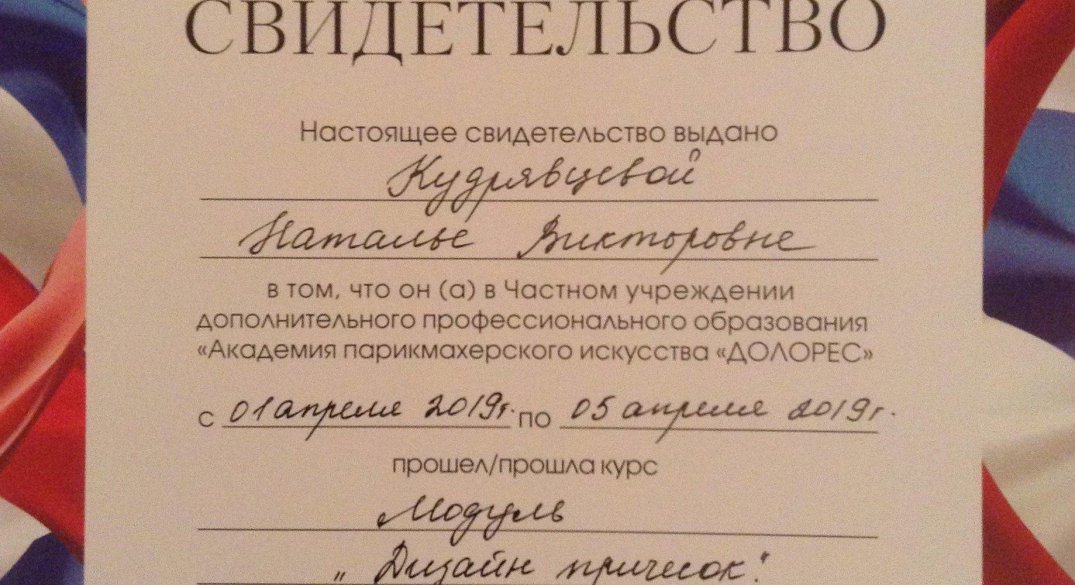 СВИДЕТЕЛЬСТВО
Настоящее свидетельство выдано
Кудрявцевой
Наталье Викторовне
в том, что он (а) в Частном учреждении
дополнительного профессионального образования
«Академия парикмахерского искусства «ДОЛОРЕС»
с 01 апреля 2019г. по 05 апреля 2019г.
прошел/прошла курс
Модуль
„Дизайн причесок."